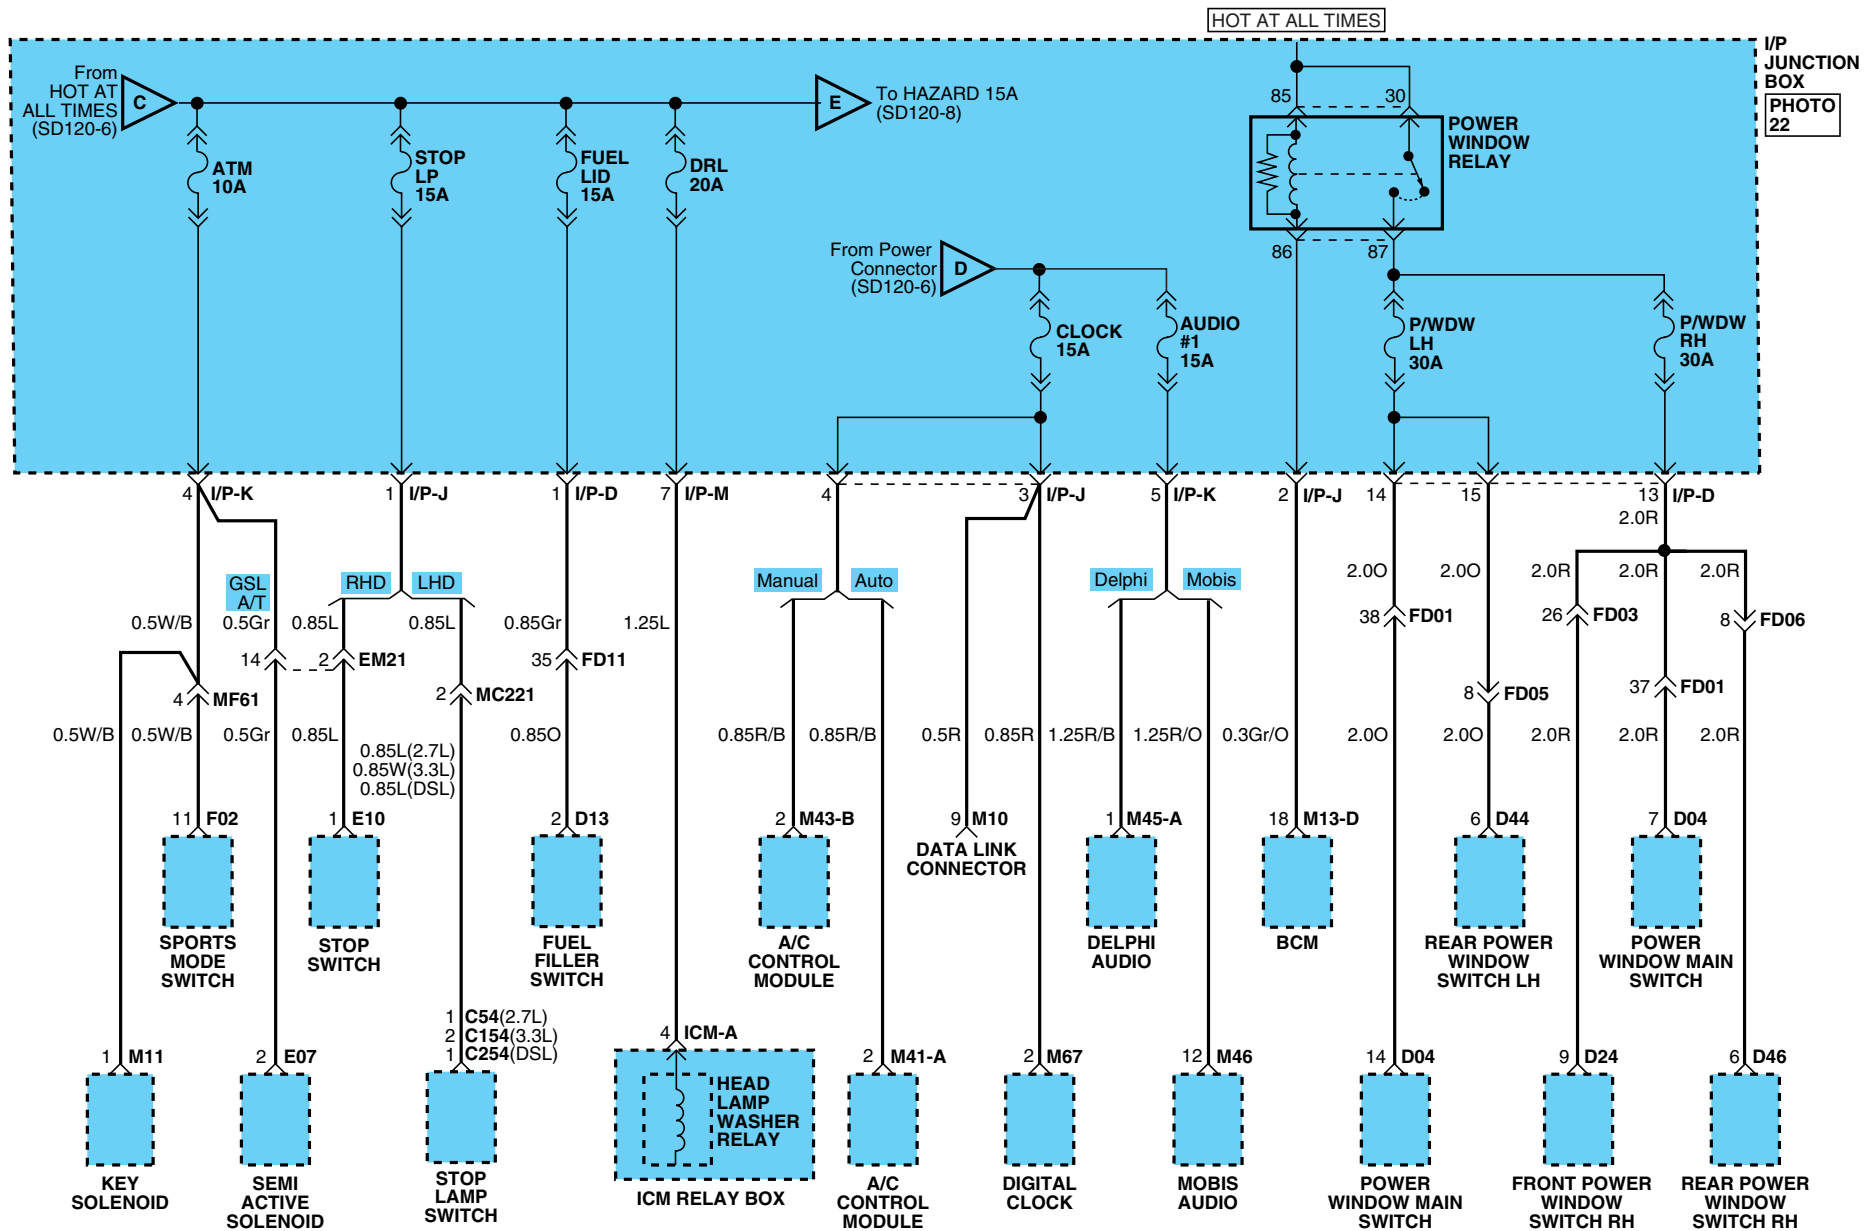 HOT AT ALL TIMES
I/P
JUNCTION
BOX
PHOTO
22
From
HOT AT
ALL TIMES
(SD120-6)
C
E
To HAZARD 15A
(SD120-8)
ATM
10A
STOP
LP
15A
FUEL
LID
15A
DRL
20A
85
30
POWER
WINDOW
RELAY
86
87
From Power
Connector
(SD120-6)
D
CLOCK
15A
AUDIO
#1
15A
P/WDW
LH
30A
P/WDW
RH
30A
4 I/P-K
1 I/P-J
1 I/P-D
7 I/P-M
4
3 I/P-J
5 I/P-K
2 I/P-J
14
15
13 I/P-D
2.0R
GSL
A/T
RHD
LHD
Manual
Auto
Delphi
Mobis
2.0O
2.0O
2.0R
2.0R
2.0R
0.5W/B
0.5Gr
0.85L
0.85L
0.85Gr
1.25L
38 FD01
26 FD03
8 FD06
14
2 EM21
35 FD11
4 MF61
2 MC221
8 FD05
37 FD01
0.5W/B
0.5W/B
0.5Gr
0.85L
0.85L(2.7L)
0.85W(3.3L)
0.85L(DSL)
0.85O
0.85R/B
0.85R/B
0.5R
0.85R
1.25R/B
1.25R/O
0.3Gr/O
2.0O
2.0O
2.0R
2.0R
2.0R
11 F02
1 E10
2 D13
2 M43-B
9 M10
DATA LINK
CONNECTOR
1 M45-A
18 M13-D
6 D44
7 D04
SPORTS
MODE
SWITCH
STOP
SWITCH
FUEL
FILLER
SWITCH
A/C
CONTROL
MODULE
DELPHI
AUDIO
BCM
REAR POWER
WINDOW
SWITCH LH
POWER
WINDOW MAIN
SWITCH
1 C54(2.7L)
2 C154(3.3L)
1 C254(DSL)
4 ICM-A
1 M11
2 E07
2 M41-A
2 M67
12 M46
14 D04
9 D24
6 D46
HEAD
LAMP
WASHER
RELAY
KEY
SOLENOID
SEMI
ACTIVE
SOLENOID
STOP
LAMP
SWITCH
ICM RELAY BOX
A/C
CONTROL
MODULE
DIGITAL
CLOCK
MOBIS
AUDIO
POWER
WINDOW MAIN
SWITCH
FRONT POWER
WINDOW
SWITCH RH
REAR POWER
WINDOW
SWITCH RH